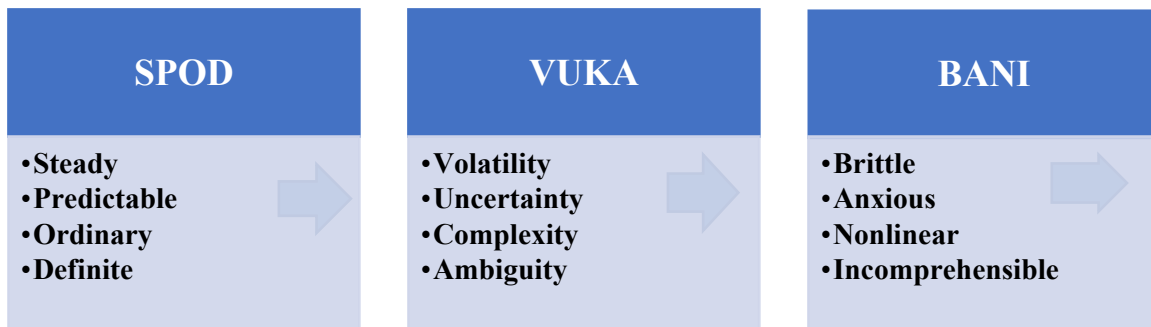 SPOD
•Steady
•Predictable
•Ordinary
•Definite
VUKA
•Volatility
•Uncertainty
•Complexity
•Ambiguity
BANI
•Brittle
•Anxious
•Nonlinear
•Incomprehensible